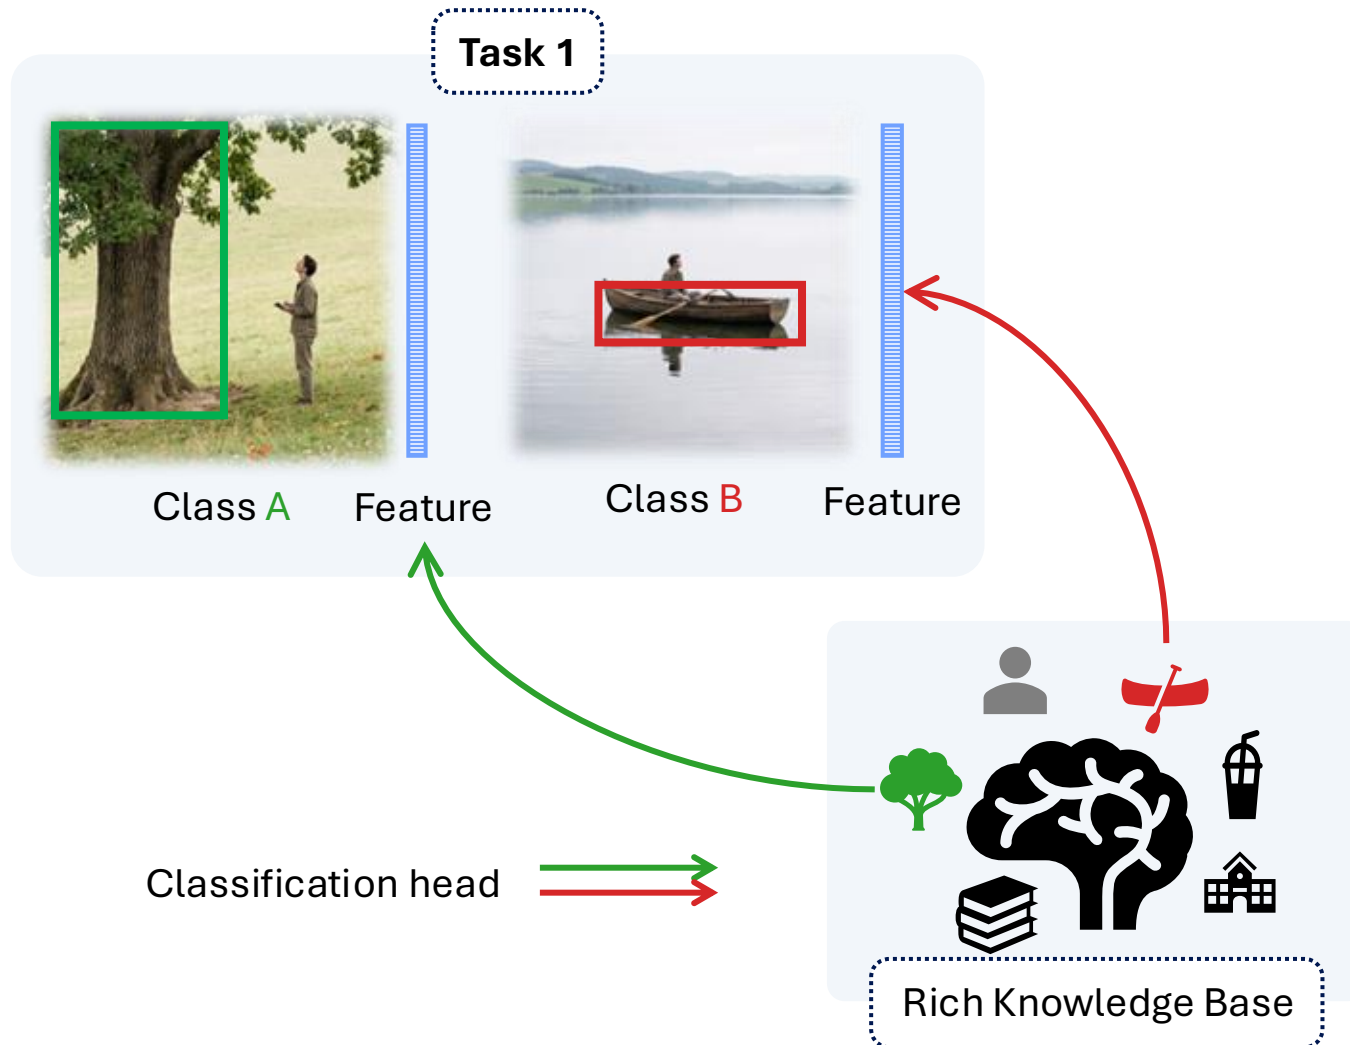 Task 1
Class A
Feature
Class B
Feature
Classification head
Rich Knowledge Base